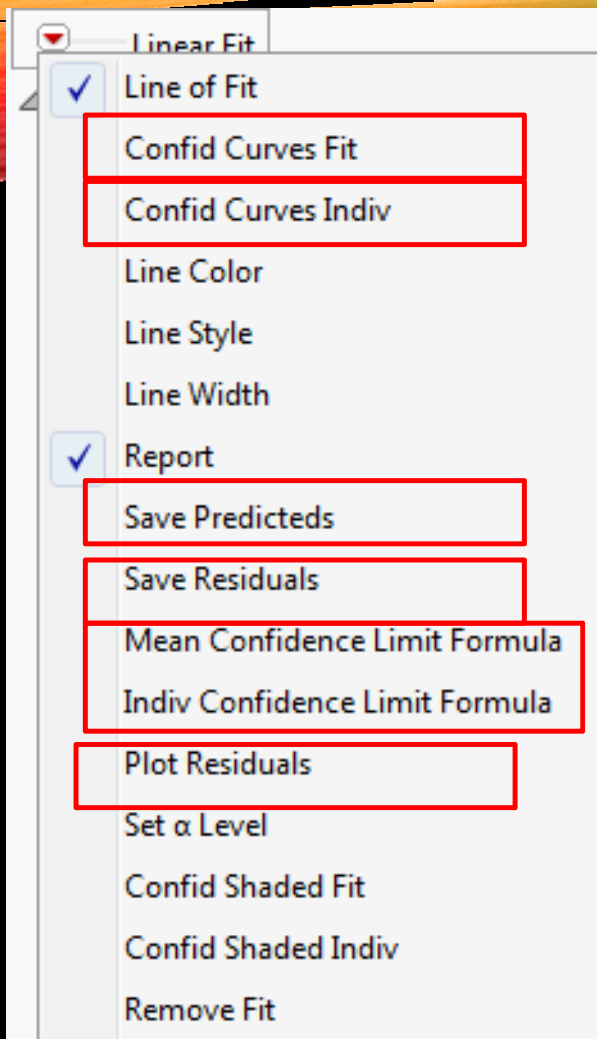 Linear Fit
Line of Fit
Confid Curves Fit
Confid Curves Indiv
Line Color
Line Style
Line Width
Report
Save Predicteds
Save Residuals
Mean Confidence Limit Formula
Indiv Confidence Limit Formula
Plot Residuals
Set α Level
Confid Shaded Fit
Confid Shaded Indiv
Remove Fit